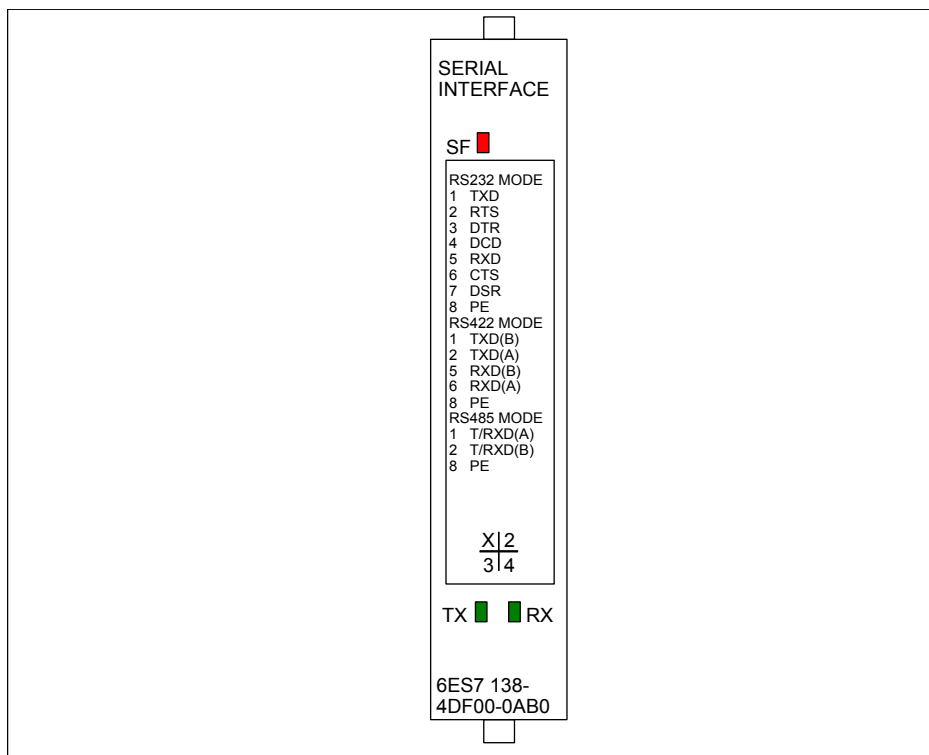 SERIAL
INTERFACE
SF
RS232 MODE
1 TXD
2 RTS
3 DTR
4 DCD
5 RXD
6 CTS
7 DSR
8 PE
RS422 MODE
1 TXD(B)
2 TXD(A)
5 RXD(B)
6 RXD(A)
8 PE
RS485 MODE
1 T/RXD(A)
2 T/RXD(B)
8 PE
X 2
3 4
TX RX
6ES7 138-
4DF00-0AB0